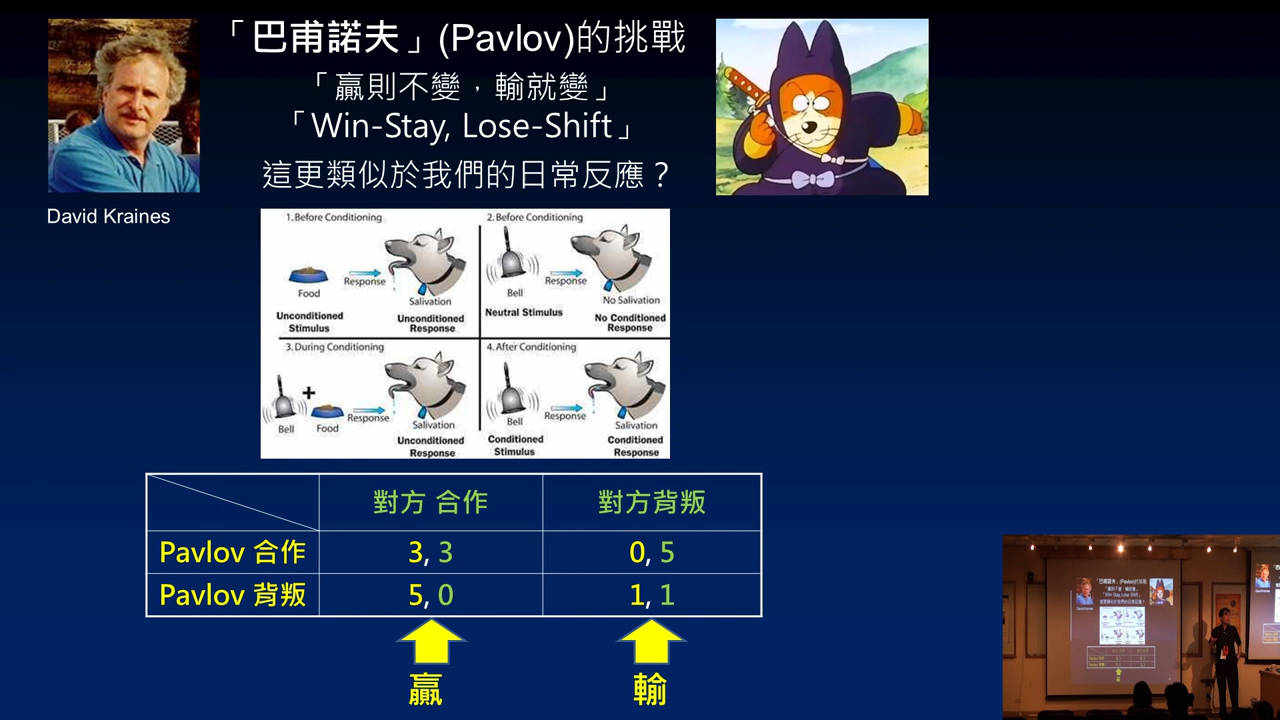 「巴甫諾夫」(Pavlov)的挑戰
「贏則不變，輸就變」
「Win-Stay, Lose-Shift」
這更類似於我們的日常反應？
David Kraines
1. Before Conditioning
Food
Response
Salivation
Unconditioned
Stimulus
Unconditioned
Response
2. Before Conditioning
Bell
Response
No Salivation
Neutral Stimulus
No Conditioned
Response
3. During Conditioning
Bell
+
Food
Response
Salivation
Unconditioned
Response
4. After Conditioning
Bell
Response
Salivation
Conditioned
Stimulus
Conditioned
Response
對方 合作 對方背叛
Pavlov 合作 3, 3 0, 5
Pavlov 背叛 5, 0 1, 1
贏 輸